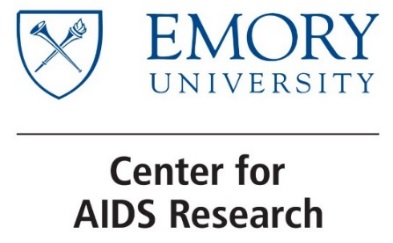 EMORY
UNIVERSITY
Center for
AIDS Research